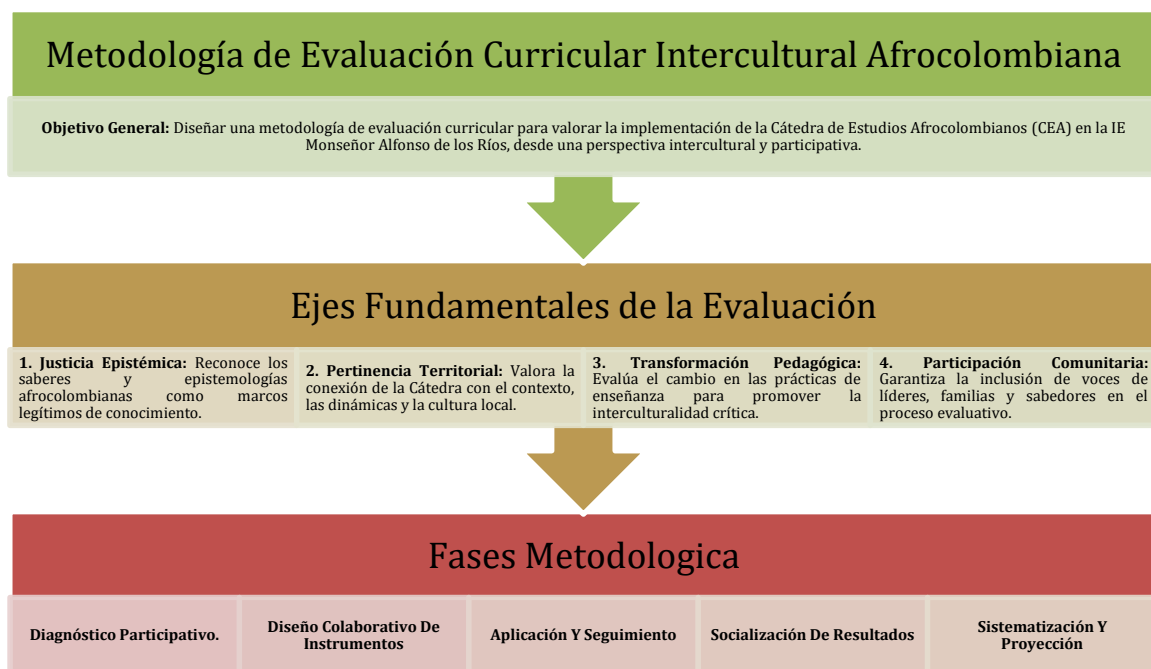 Metodología de Evaluación Curricular Intercultural Afrocolombiana
Objetivo General: Diseñar una metodología de evaluación curricular para valorar la implementación de la Cátedra de Estudios Afrocolombianos (CEA) en la IE
Monseñor Alfonso de los Ríos, desde una perspectiva intercultural y participativa.
Ejes Fundamentales de la Evaluación
1. Justicia Epistémica: Reconoce los
saberes y epistemologías
afrocolombianas como marcos
legítimos de conocimiento.
2. Pertinencia Territorial: Valora la
conexión de la Cátedra con el contexto,
las dinámicas y la cultura local.
3. Transformación Pedagógica:
Evalúa el cambio en las prácticas de
enseñanza para promover la
interculturalidad crítica.
4. Participación Comunitaria:
Garantiza la inclusión de voces de
líderes, familias y sabedores en el
proceso evaluativo.
Fases Metodologica
Diagnóstico Participativo.
Diseño Colaborativo De
Instrumentos
Aplicación Y Seguimiento
Socialización De Resultados
Sistematización Y
Proyección